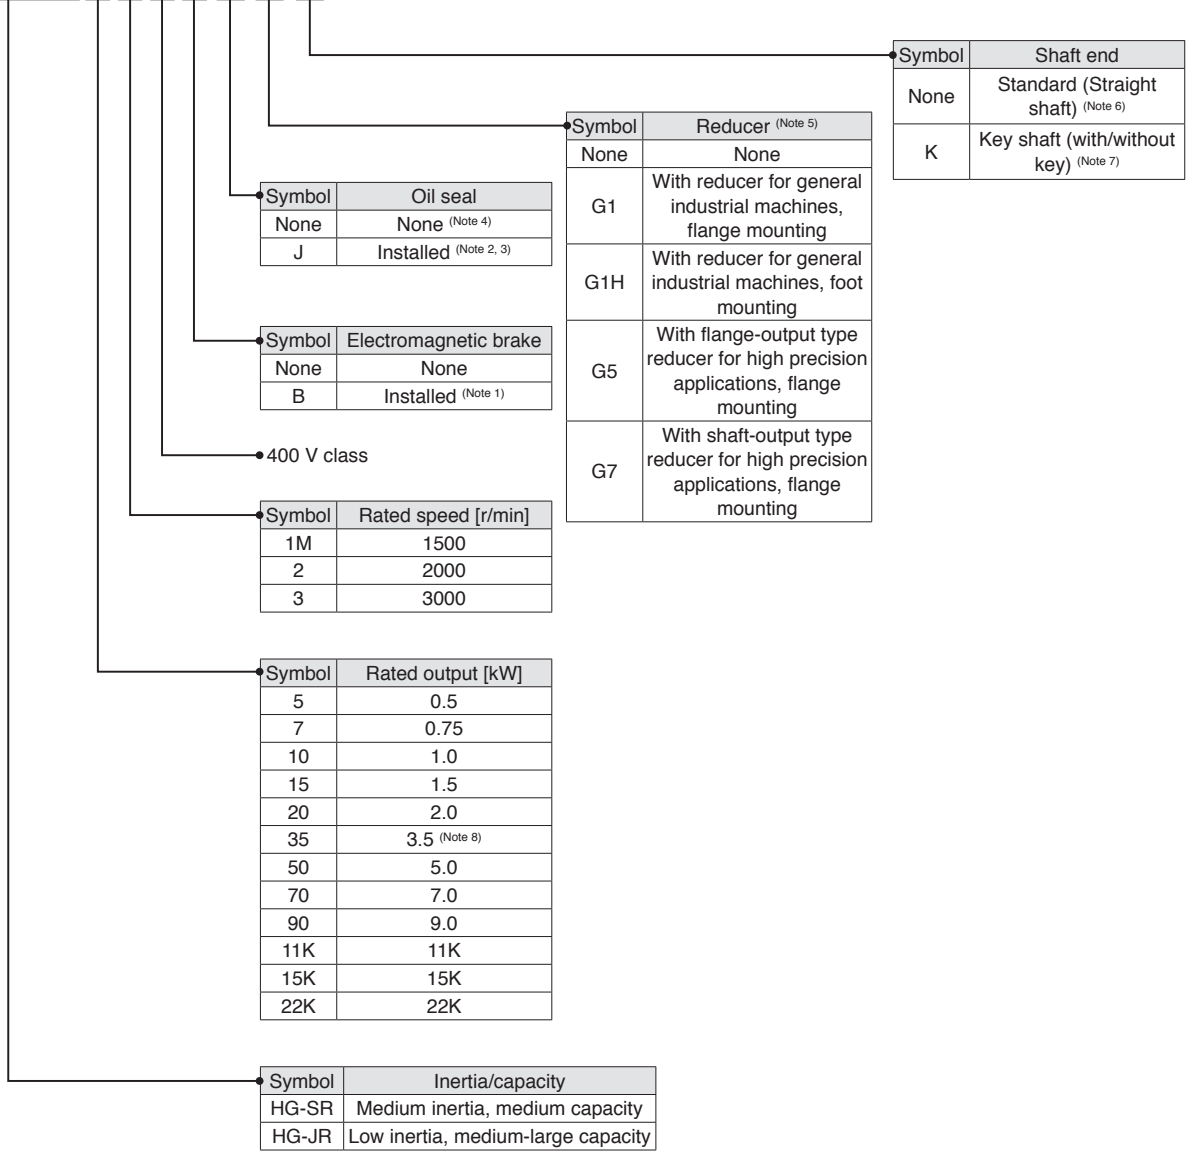 Symbol Shaft end
None Standard (Straight
shaft) (Note 6)
K Key shaft (with/without
key) (Note 7)
Symbol Reducer (Note 5)
None None
G1 With reducer for general
industrial machines,
flange mounting
G1H With reducer for general
industrial machines, foot
mounting
G5 With flange-output type
reducer for high precision
applications, flange
mounting
G7 With shaft-output type
reducer for high precision
applications, flange
mounting
Symbol Oil seal
None None (Note 4)
J Installed (Note 2, 3)
Symbol Electromagnetic brake
None None
B Installed (Note 1)
400 V class
Symbol Rated speed [r/min]
1M 1500
2 2000
3 3000
Symbol Rated output [kW]
5 0.5
7 0.75
10 1.0
15 1.5
20 2.0
35 3.5 (Note 8)
50 5.0
70 7.0
90 9.0
11K 11K
15K 15K
22K 22K
Symbol Inertia/capacity
HG-SR Medium inertia, medium capacity
HG-JR Low inertia, medium-large capacity